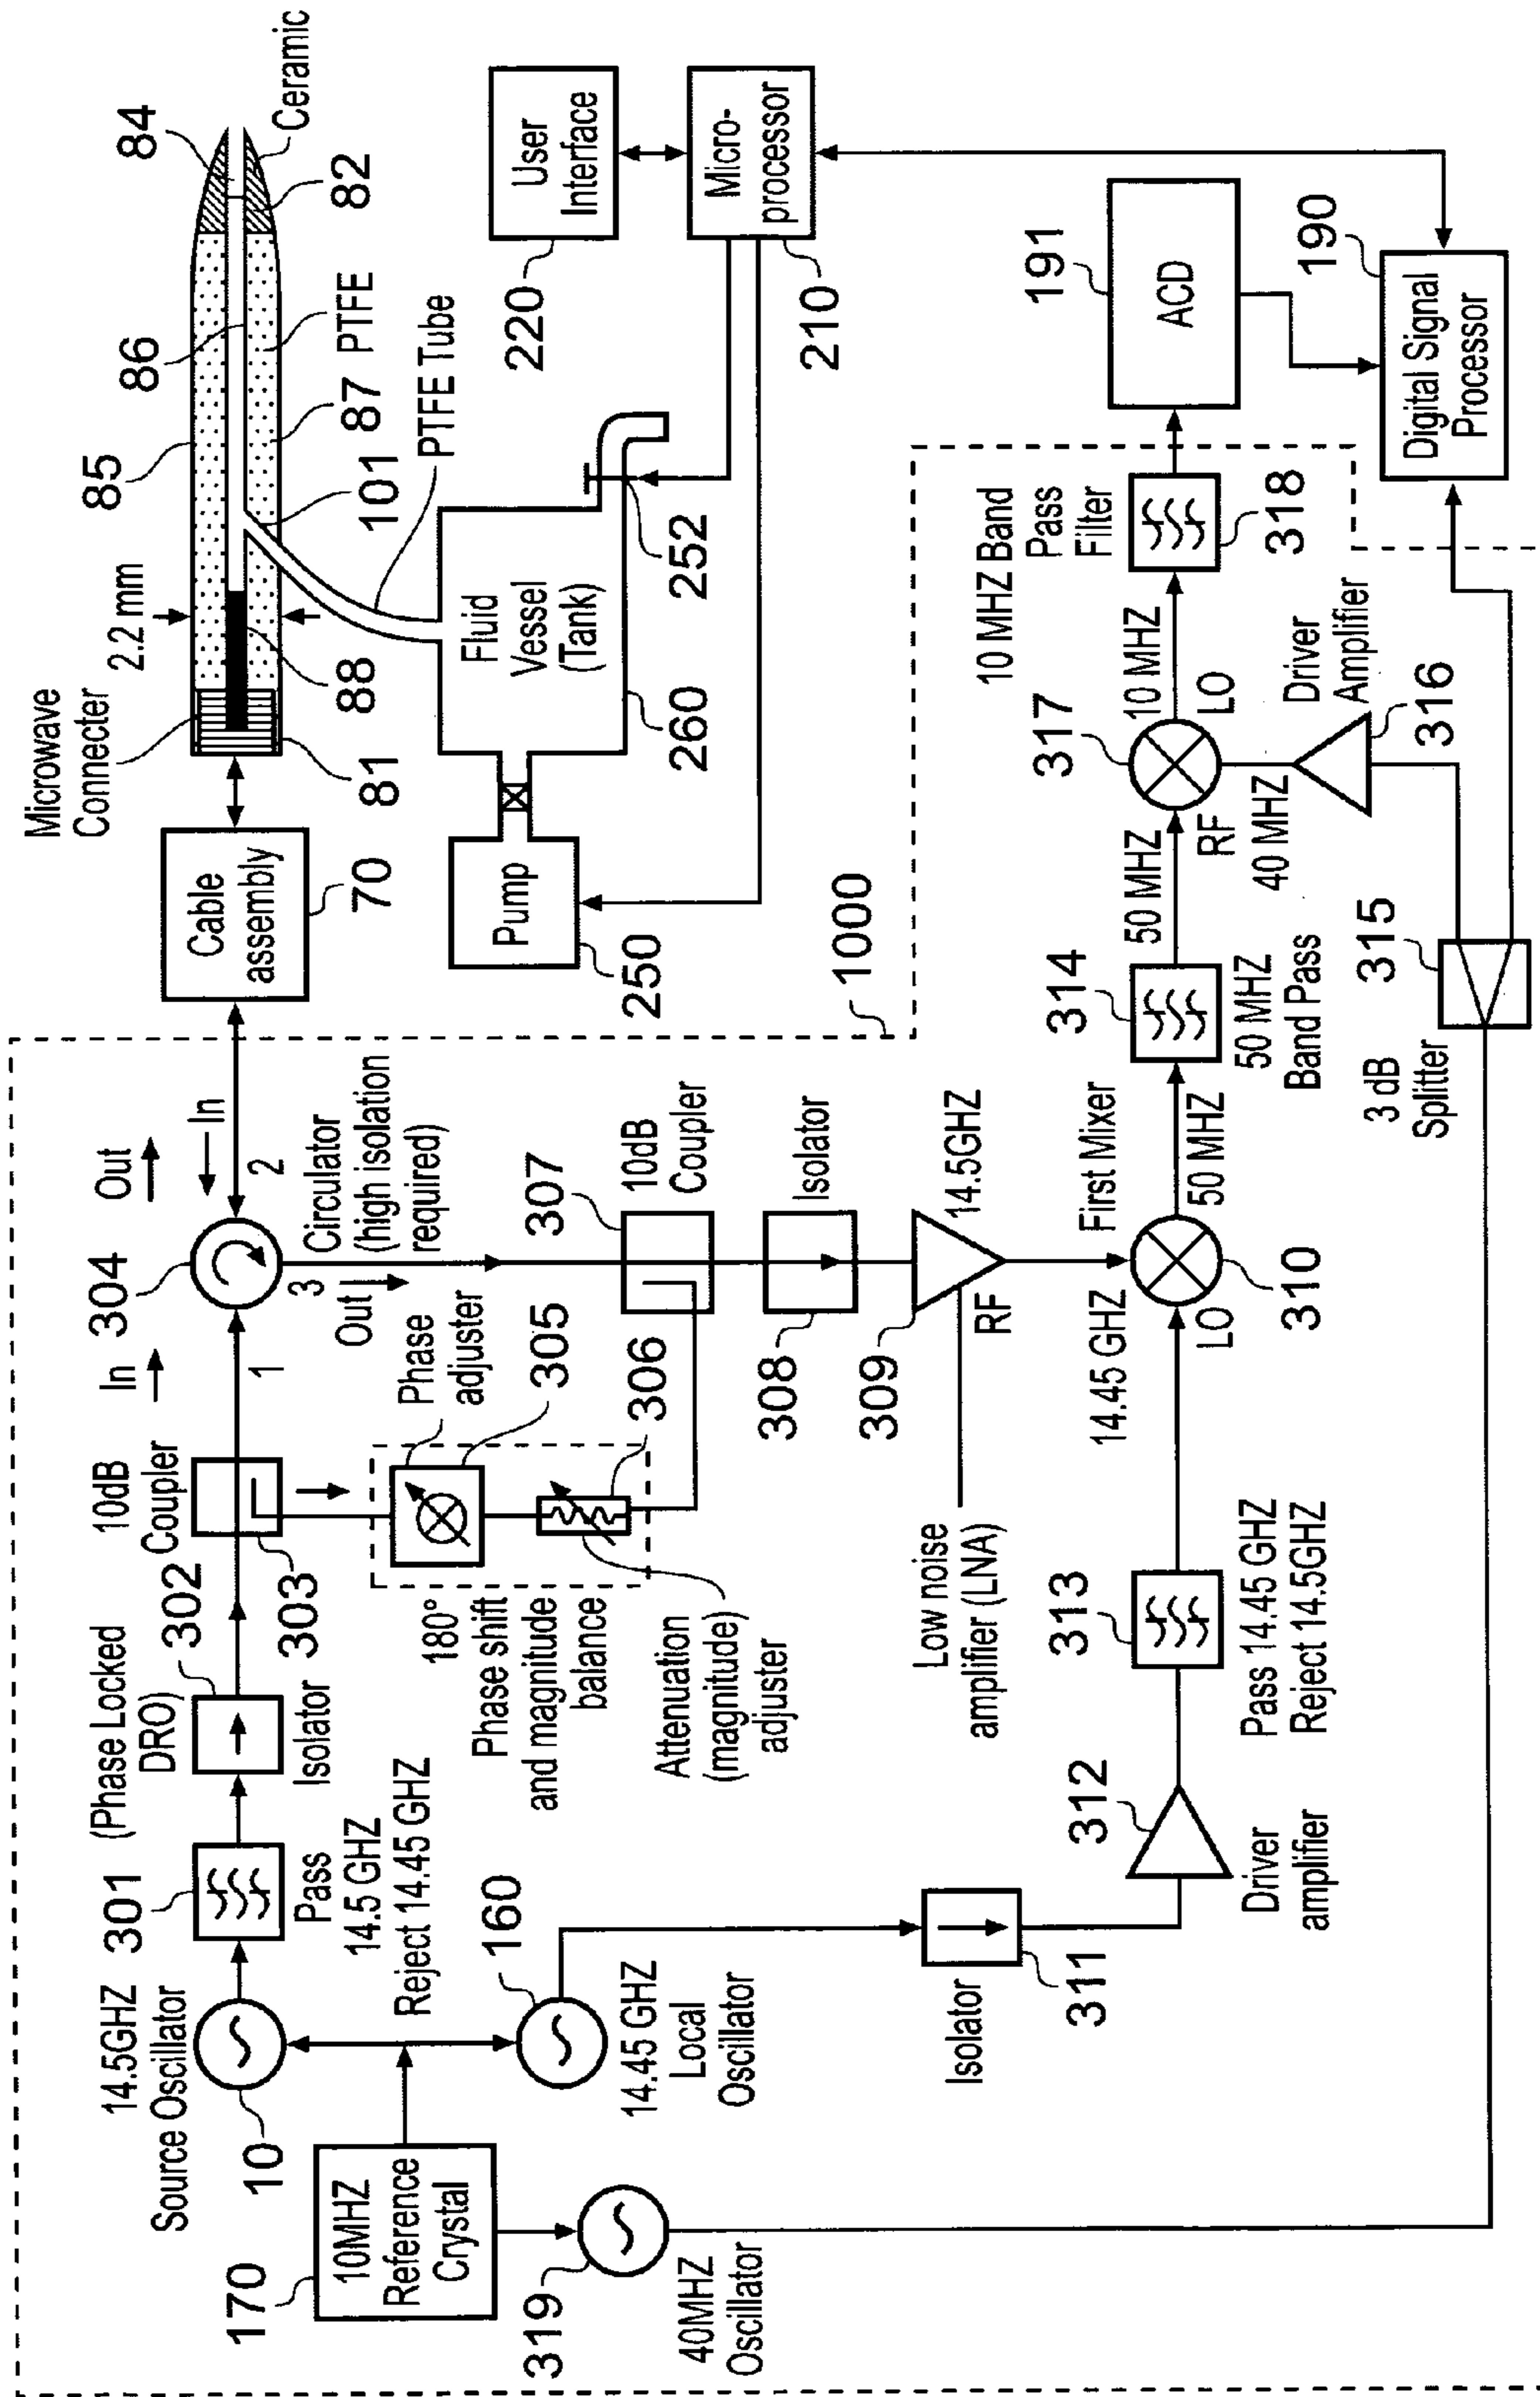 14.5GHZ
Source Oscillator
10
301
Pass
14.5 GHZ
Reject 14.45 GHZ
(Phase Locked
DRO)
302
Isolator
10dB
Coupler
303
In
1
304
Out
In
2
3
Out
Circulator
(high isolation
required)
Cable
assembly
70
Microwave
Connecter
81
2.2 mm
88
85
101
86
87
PTFE
PTFE Tube
84
82
Ceramic
180°
Phase shift
and magnitude
balance
Phase
adjuster
305
306
Attenuation
(magnitude)
adjuster
307
10dB
Coupler
308
Isolator
309
14.5GHZ
RF
Low noise
amplifier (LNA)
Pump
250
Fluid
Vessel
(Tank)
260
252
User
Interface
220
Micro-
processor
210
1000
170
10MHZ
Reference
Crystal
160
14.45 GHZ
Local
Oscillator
319
40MHZ
Oscillator
Isolator
311
312
Driver
amplifier
313
Pass 14.45 GHZ
Reject 14.5GHZ
14.45 GHZ
LO
First Mixer
310
50 MHZ
314
50 MHZ
Band Pass
50 MHZ
RF
317
10 MHZ
LO
40 MHZ
Driver
Amplifier
316
3 dB
Splitter
315
10 MHZ Band
Pass
Filter
318
191
ACD
190
Digital Signal
Processor